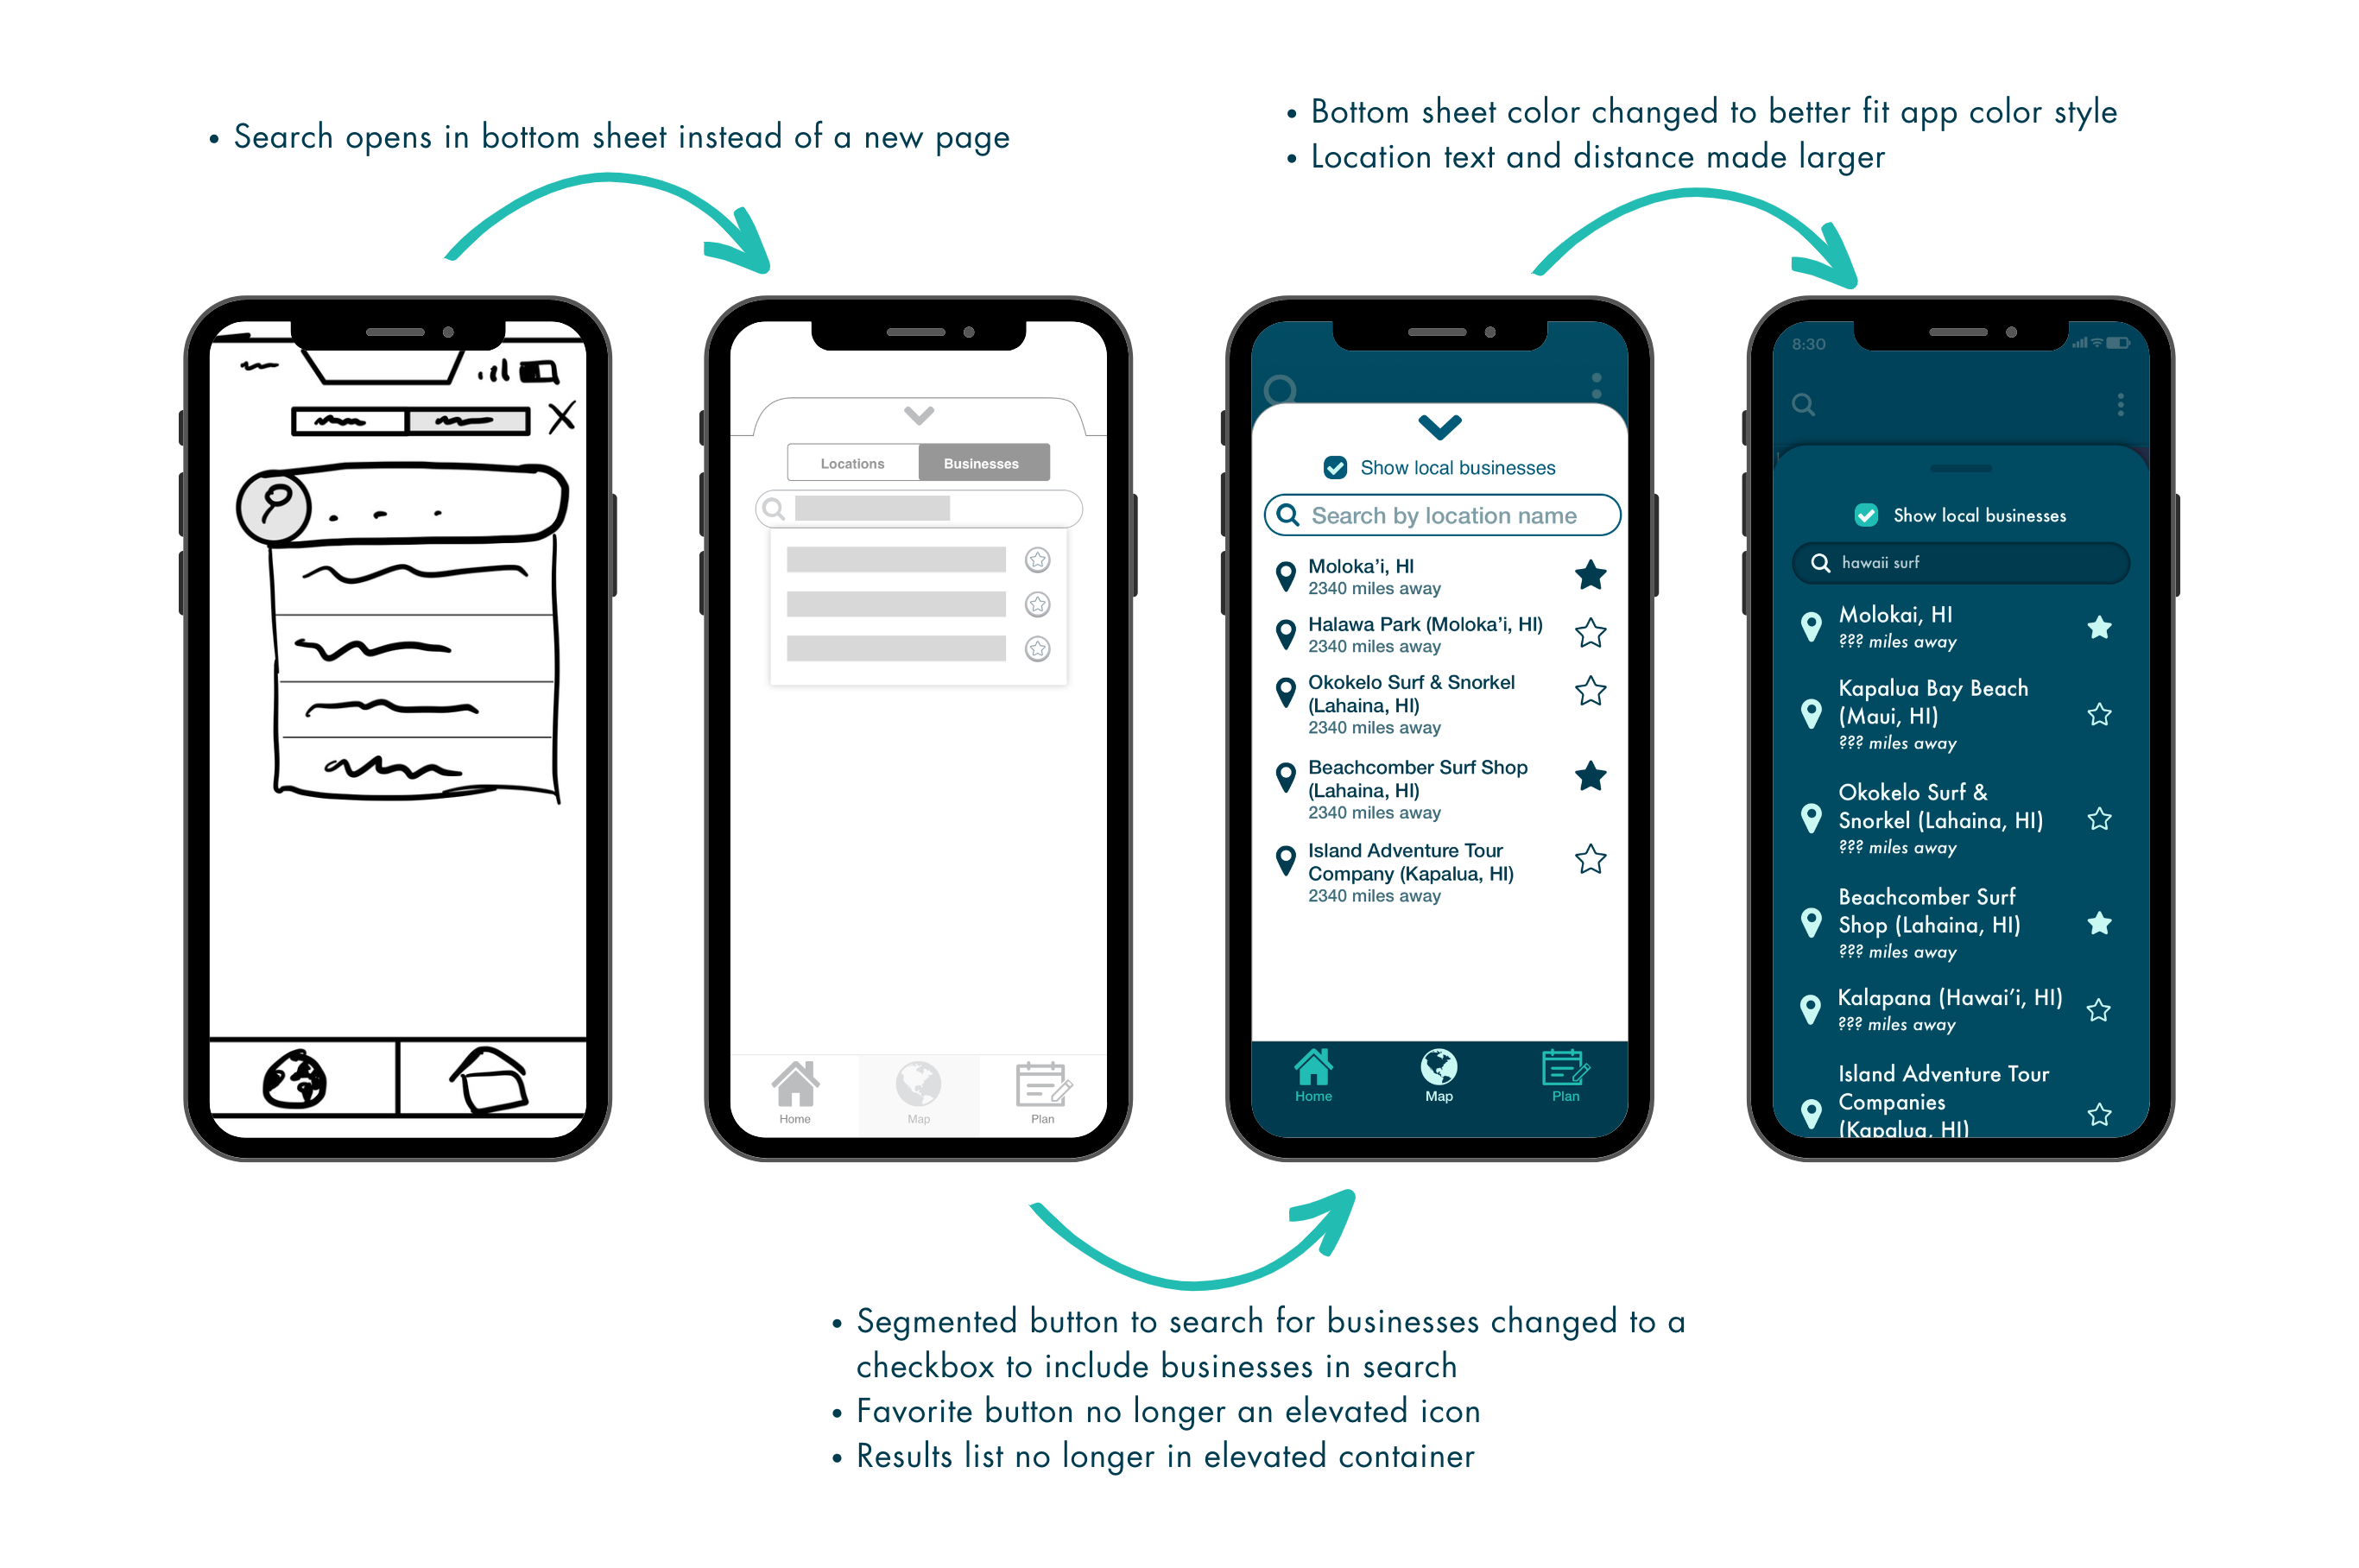 • Search opens in bottom sheet instead of a new page
• Bottom sheet color changed to better fit app color style
• Location text and distance made larger
Locations
Businesses
Home
Map
Plan
Show local businesses
Search by location name
Moloka’i, HI
2340 miles away
Halawa Park (Moloka’i, HI)
2340 miles away
Okokelo Surf & Snorkel
(Lahaina, HI)
2340 miles away
Beachcomber Surf Shop
(Lahaina, HI)
2340 miles away
Island Adventure Tour
Company (Kapalua, HI)
2340 miles away
Home
Map
Plan
8:30
Show local businesses
hawaii surf
Molokai, HI
??? miles away
Kapalua Bay Beach
(Maui, HI)
??? miles away
Okokelo Surf &
Snorkel (Lahaina, HI)
??? miles away
Beachcomber Surf
Shop (Lahaina, HI)
??? miles away
Kalapana (Hawai’i, HI)
??? miles away
Island Adventure Tour
Companies
(Kapalua, HI)
• Segmented button to search for businesses changed to a
checkbox to include businesses in search
• Favorite button no longer an elevated icon
• Results list no longer in elevated container